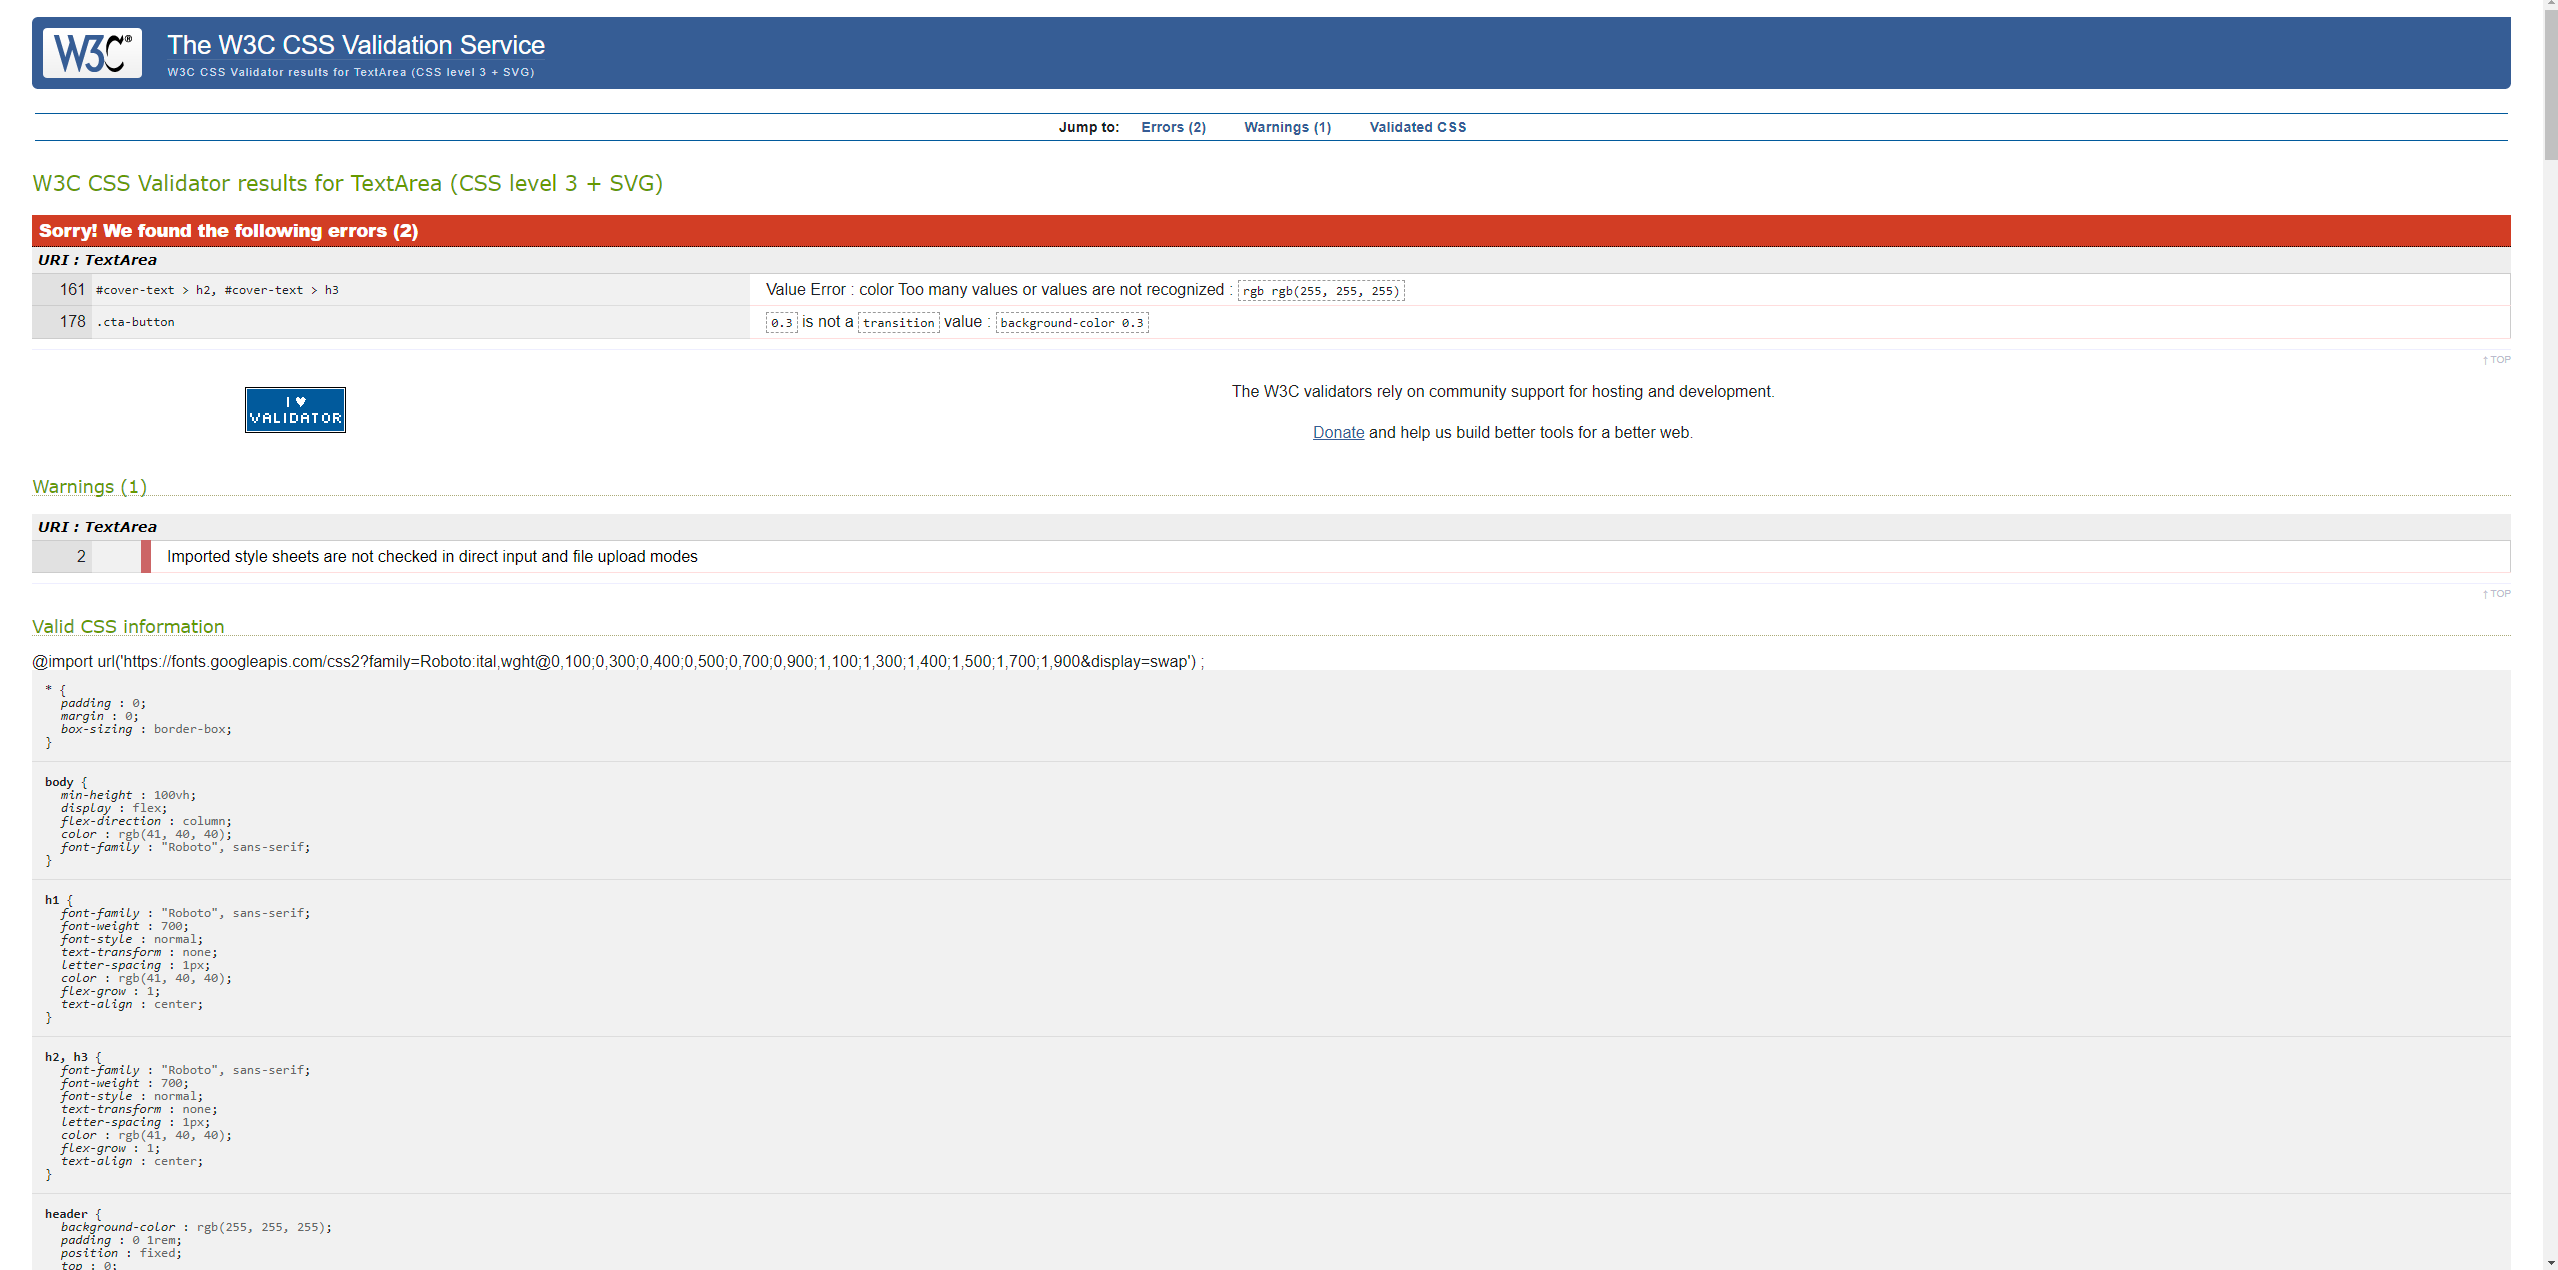 W3C®
The W3C CSS Validation Service
W3C CSS Validator results for TextArea (CSS level 3 + SVG)
Jump to: Errors (2) Warnings (1) Validated CSS
W3C CSS Validator results for TextArea (CSS level 3 + SVG)
Sorry! We found the following errors (2)
URI : TextArea
161 #cover-text > h2, #cover-text > h3 Value Error : color Too many values or values are not recognized : rgb rgb(255, 255, 255)
178 .cta-button 0.3 is not a transition value : background-color 0.3
↑ TOP
I ♥
VALIDATOR
The W3C validators rely on community support for hosting and development.
Donate and help us build better tools for a better web.
Warnings (1)
URI : TextArea
2 Imported style sheets are not checked in direct input and file upload modes
↑ TOP
Valid CSS information
@import url('https://fonts.googleapis.com/css2?family=Roboto:ital,wght@0,100;0,300;0,400;0,500;0,700;0,900;1,100;1,300;1,400;1,500;1,700;1,900&display=swap') ;
* {
padding : 0;
margin : 0;
box-sizing : border-box;
}
body {
min-height : 100vh;
display : flex;
flex-direction : column;
color : rgb(41, 40, 40);
font-family : "Roboto", sans-serif;
}
h1 {
font-family : "Roboto", sans-serif;
font-weight : 700;
font-style : normal;
text-transform : none;
letter-spacing : 1px;
color : rgb(41, 40, 40);
flex-grow : 1;
text-align : center;
}
h2, h3 {
font-family : "Roboto", sans-serif;
font-weight : 700;
font-style : normal;
text-transform : none;
letter-spacing : 1px;
color : rgb(41, 40, 40);
flex-grow : 1;
text-align : center;
}
header {
background-color : rgb(255, 255, 255);
padding : 0 1rem;
position : fixed;
top : 0;